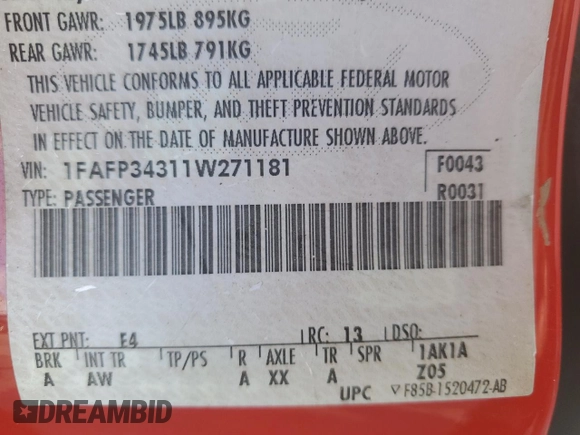 FRONT GAWR: 1975LB 895KG
REAR GAWR: 1745LB 791KG
THIS VEHICLE CONFORMS TO ALL APPLICABLE FEDERAL MOTOR
VEHICLE SAFETY, BUMPER, AND THEFT PREVENTION STANDARDS
IN EFFECT ON THE DATE OF MANUFACTURE SHOWN ABOVE.
VIN: 1FAFP34311W271181 F0043
TYPE: PASSENGER R0031
EXT PNT: E4 RC: 13 DSO:
BRK INT TR TP/PS R AXLE TR SPR 1AK1A
A AW A XX A Z05
UPC F85B-1520472-AB
DREAMBID